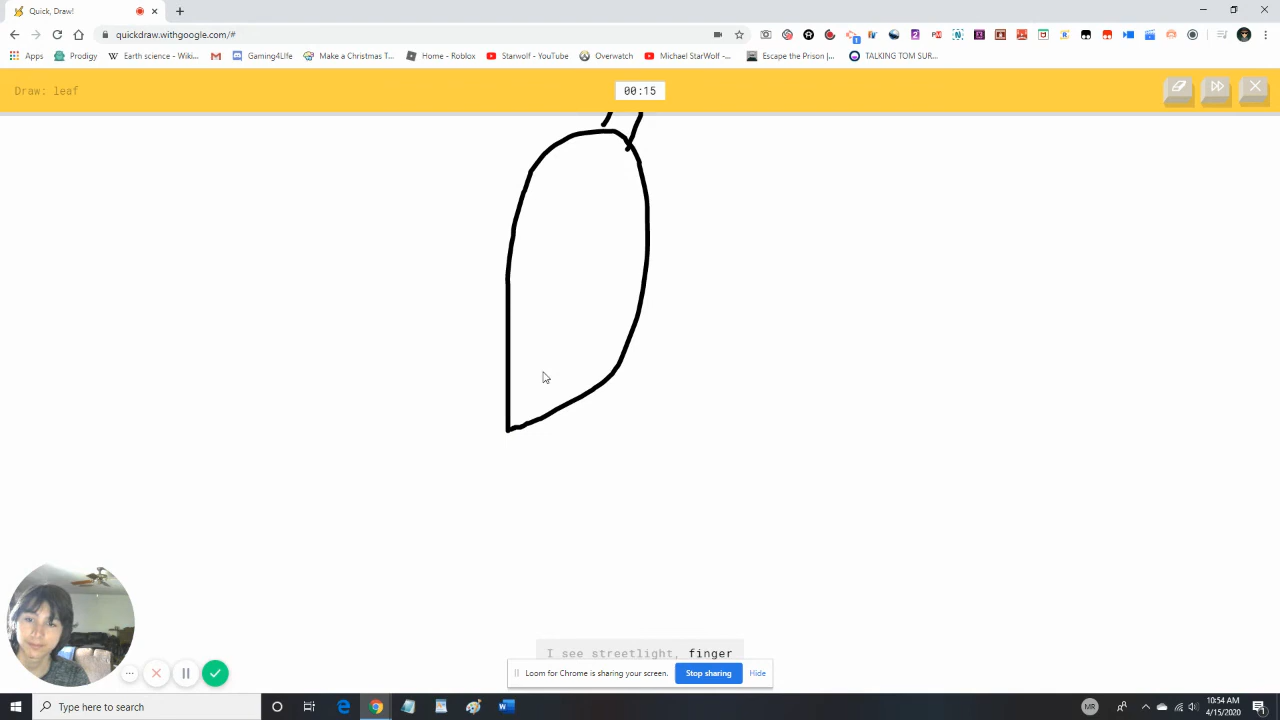 Quick, Draw!
quickdraw.withgoogle.com/#
Apps Prodigy Earth science - Wiki... Gaming4Life Make a Christmas T... Home - Roblox Starwolf - YouTube Overwatch Michael StarWolf -... Escape the Prison |... TALKING TOM SUR...
Draw: leaf
00:15
I see streetlight, finger
Loom for Chrome is sharing your screen. Stop sharing Hide
Type here to search
MR
10:54 AM
4/15/2020